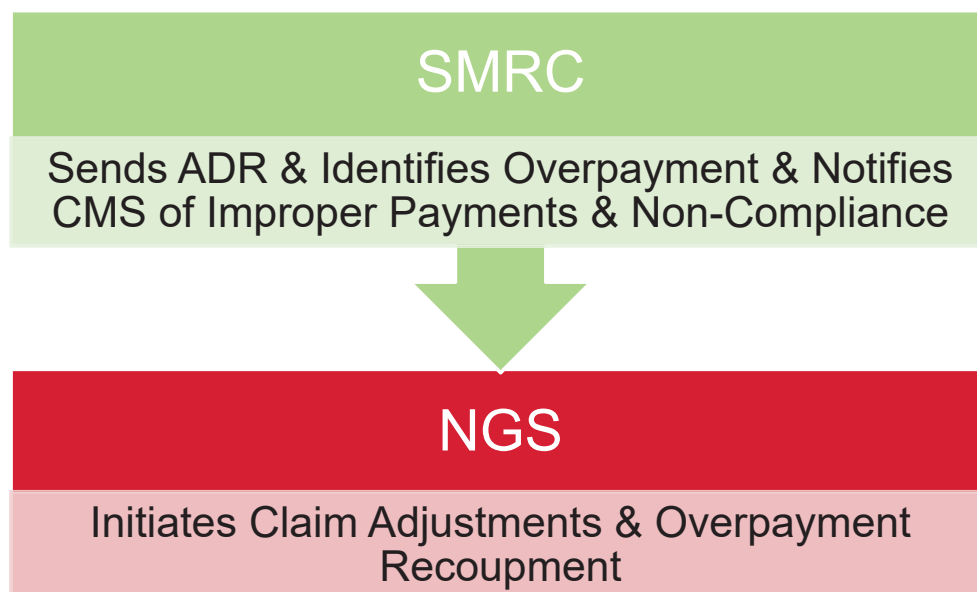 SMRC
Sends ADR & Identifies Overpayment & Notifies
CMS of Improper Payments & Non-Compliance
NGS
Initiates Claim Adjustments & Overpayment
Recoupment